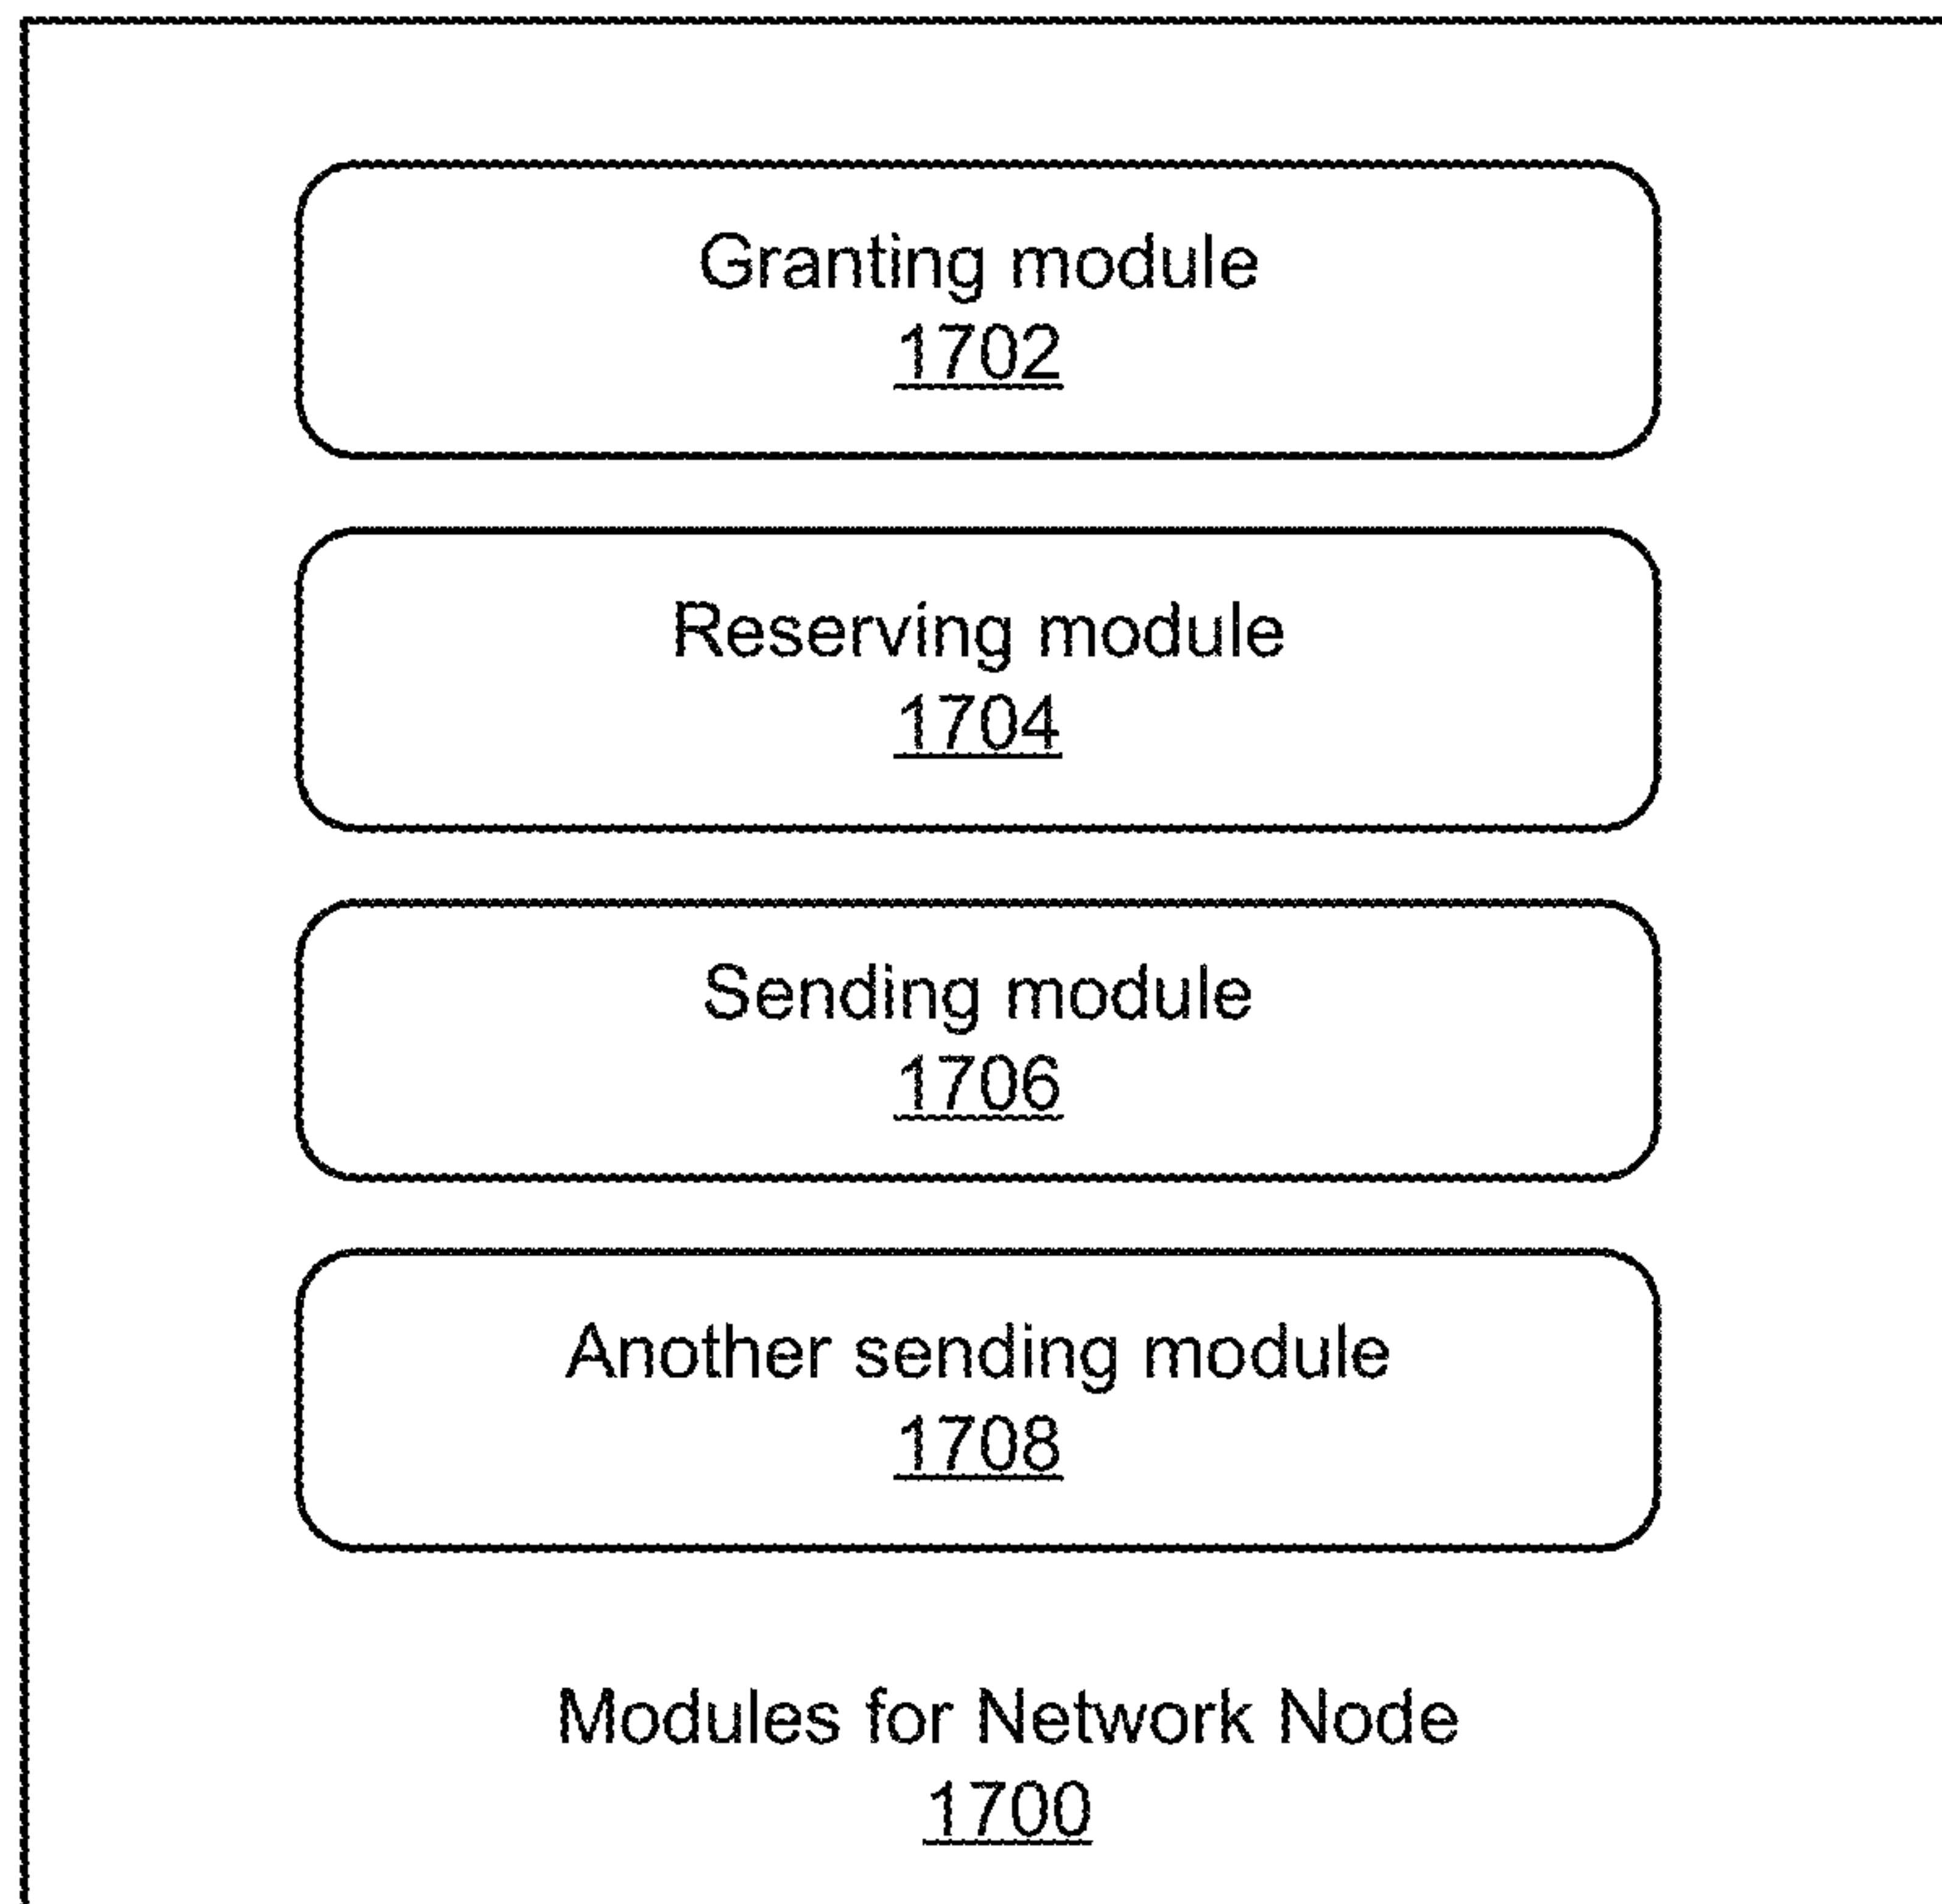 Granting module
1702
Reserving module
1704
Sending module
1706
Another sending module
1708
Modules for Network Node
1700